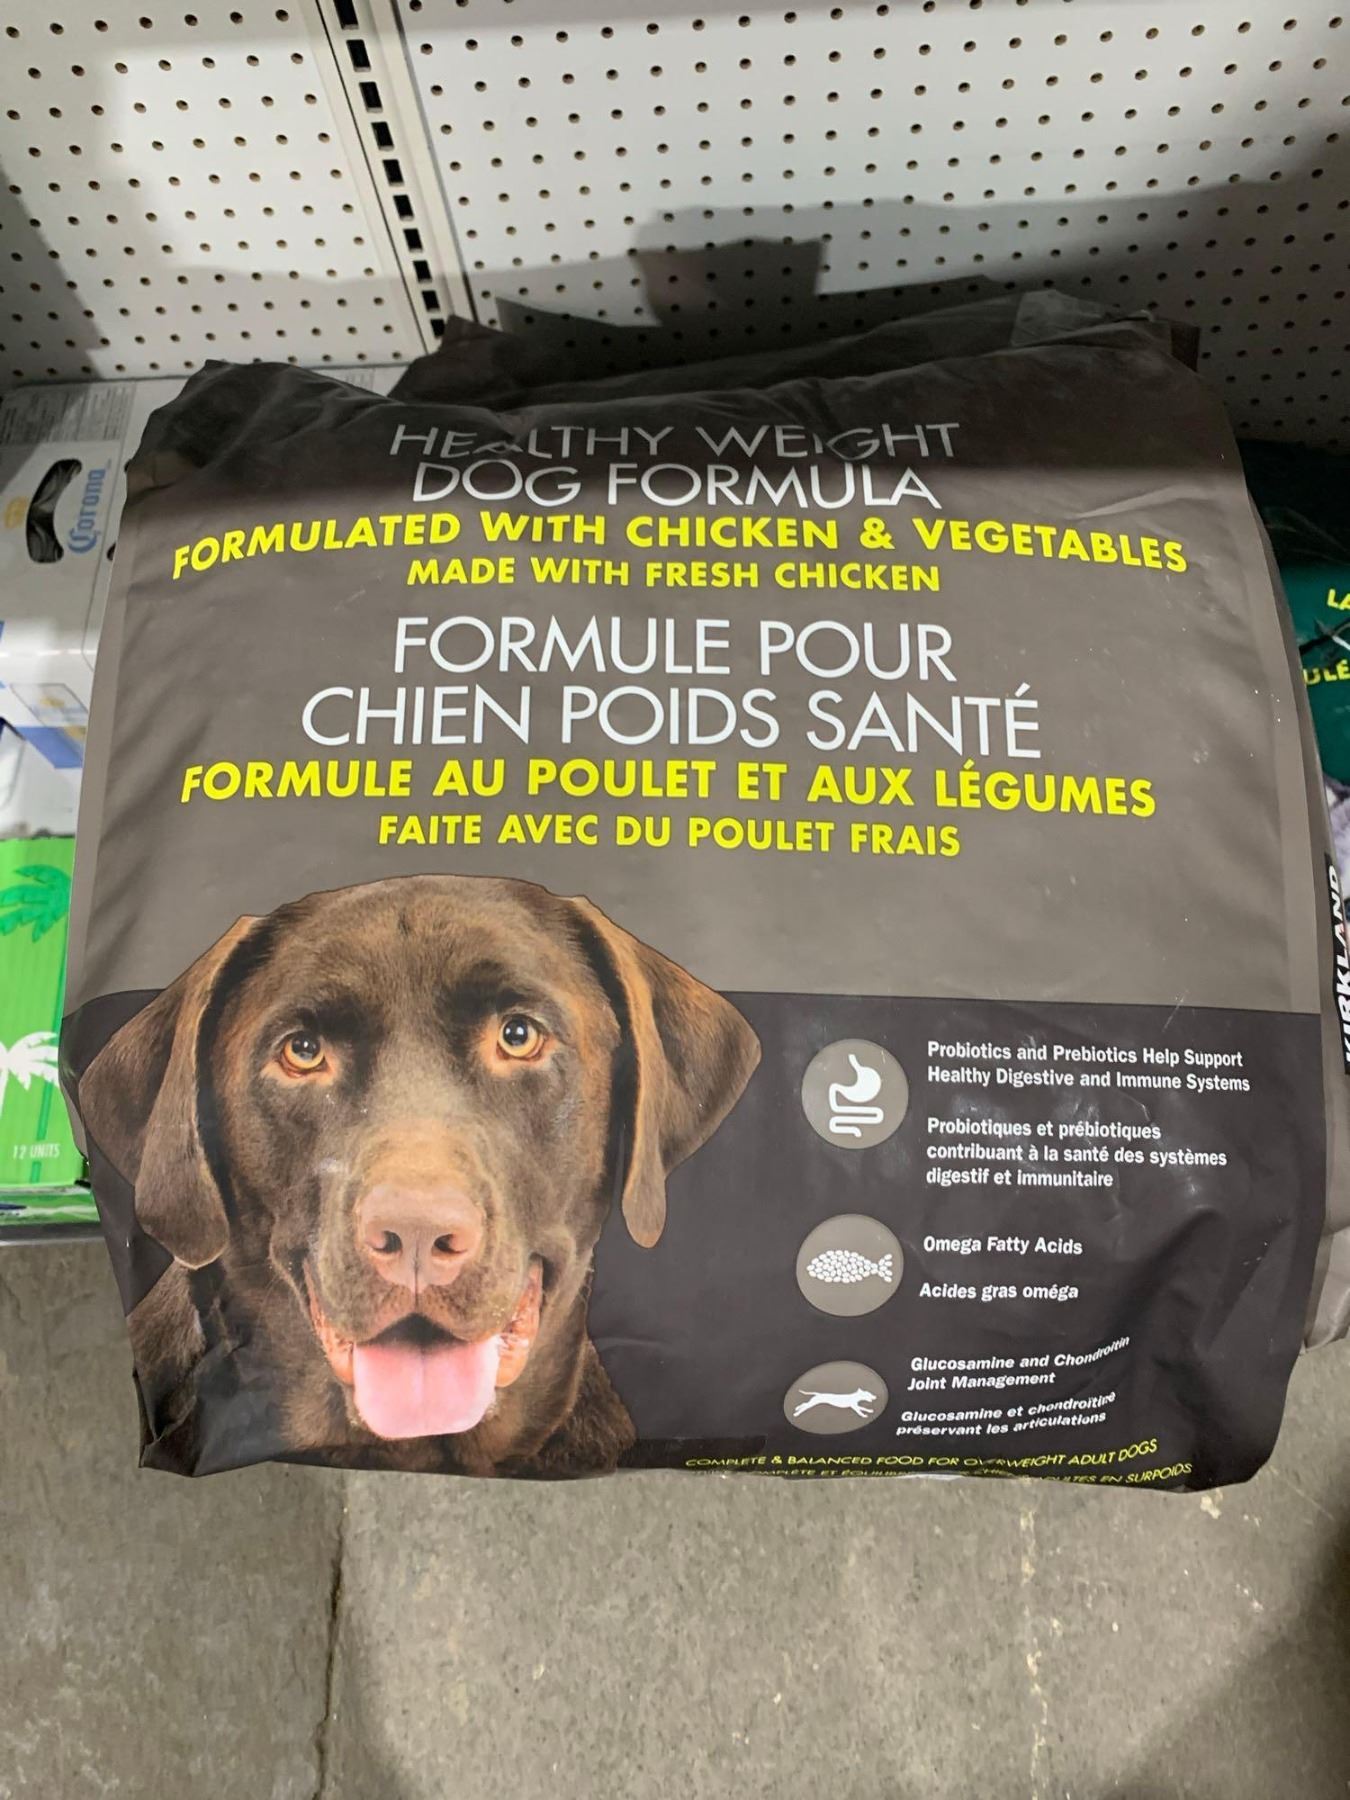 HEALTHY WEIGHT
DOG FORMULA
FORMULATED WITH CHICKEN & VEGETABLES
MADE WITH FRESH CHICKEN
FORMULE POUR
CHIEN POIDS SANTÉ
FORMULE AU POULET ET AUX LÉGUMES
FAITE AVEC DU POULET FRAIS
Probiotics and Prebiotics Help Support
Healthy Digestive and Immune Systems
Probiotiques et prébiotiques
contribuant à la santé des systèmes
digestif et immunitaire
Omega Fatty Acids
Acides gras oméga
Glucosamine and Chondroitin
Joint Management
Glucosamine et chondroïtine
préservant les articulations
COMPLETE & BALANCED FOOD FOR OVERWEIGHT ADULT DOGS
EN SURPOIDS
Corona
12 UNITS
KIRKLAND